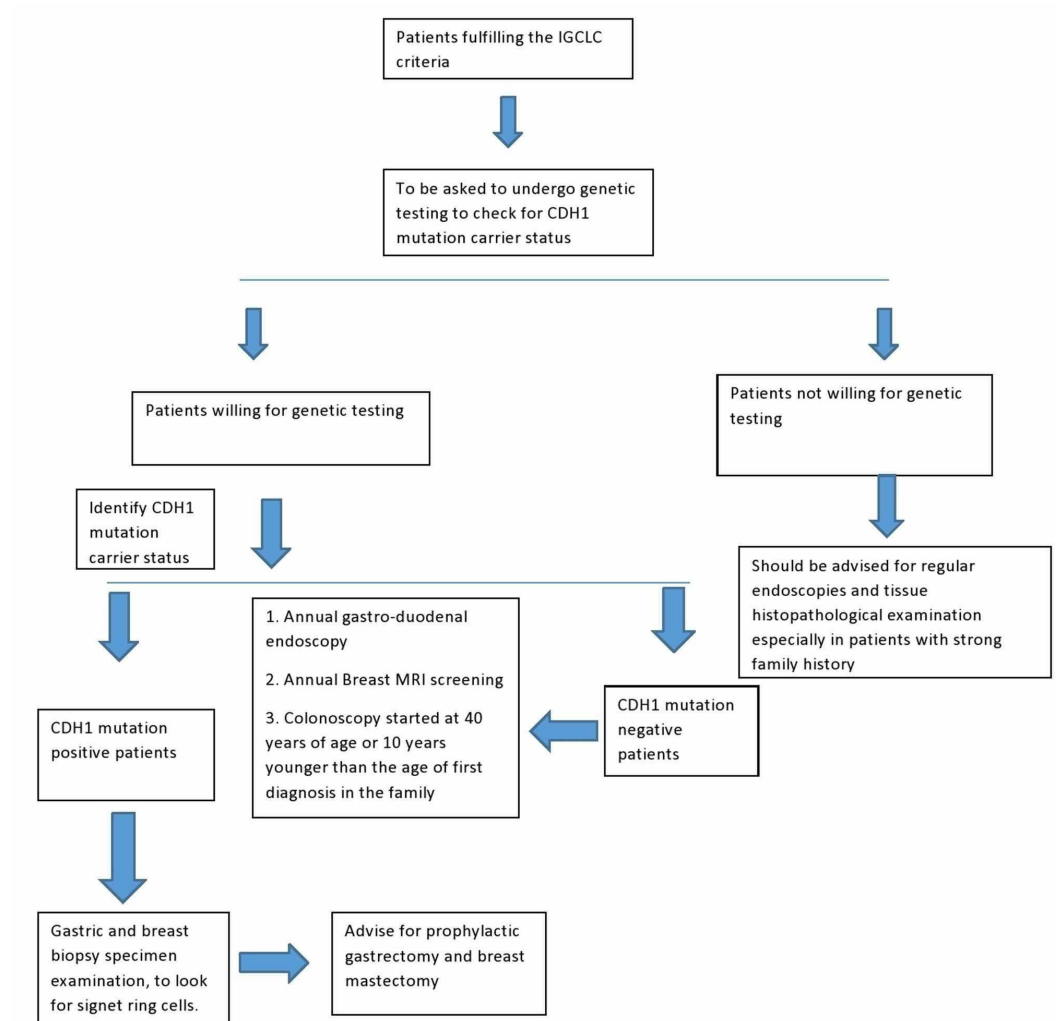 Patients fulfilling the IGCLC
criteria
To be asked to undergo genetic
testing to check for CDH1
mutation carrier status
Patients willing for genetic testing
Patients not willing for genetic
testing
Identify CDH1
mutation
carrier status
Should be advised for regular
endoscopies and tissue
histopathological examination
especially in patients with strong
family history
1. Annual gastro-duodenal
endoscopy
2. Annual Breast MRI screening
3. Colonoscopy started at 40
years of age or 10 years
younger than the age of first
diagnosis in the family
CDH1 mutation
negative
patients
CDH1 mutation
positive patients
Gastric and breast
biopsy specimen
examination, to look
for signet ring cells.
Advise for prophylactic
gastrectomy and breast
mastectomy